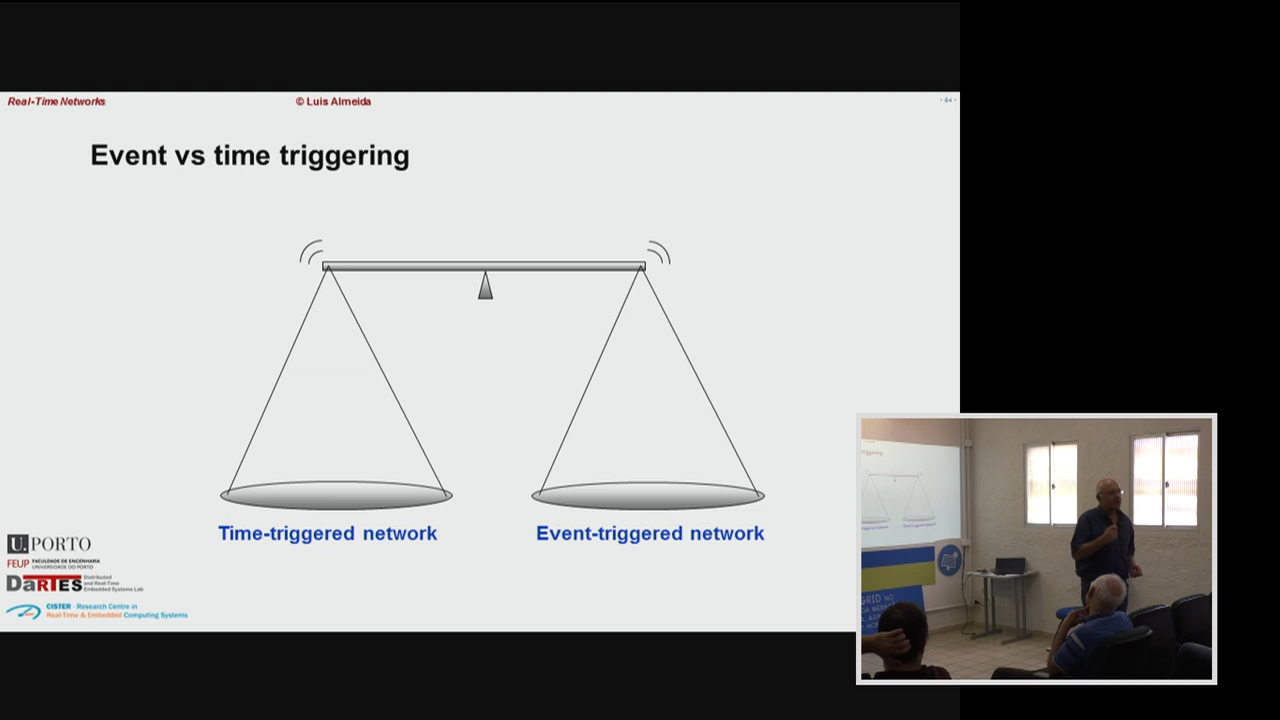 Real-Time Networks
© Luis Almeida
Event vs time triggering
Time-triggered network
Event-triggered network
U.PORTO
FEUP FACULDADE DE ENGENHARIA
UNIVERSIDADE DO PORTO
DaRTES Distributed
and Real-Time
Embedded Systems Lab
CISTER - Research Centre in
Real-Time & Embedded Computing Systems